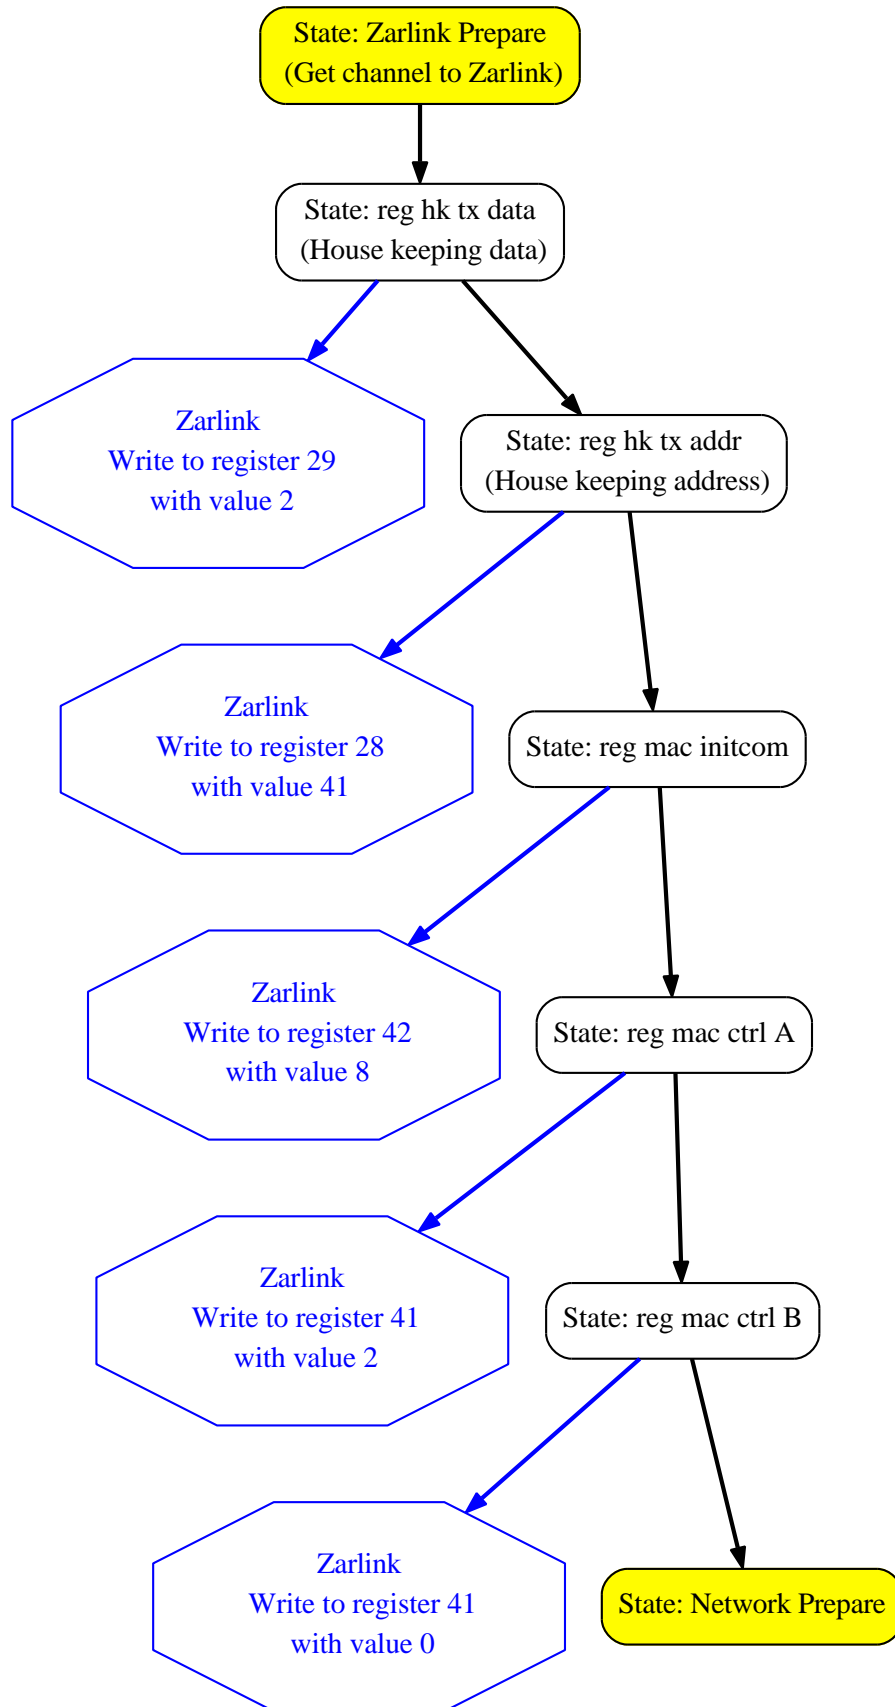 State: Zarlink Prepare
(Get channel to Zarlink)
State: reg hk tx data
(House keeping data)
Zarlink
Write to register 29
with value 2
State: reg hk tx addr
(House keeping address)
Zarlink
Write to register 28
with value 41
State: reg mac initcom
Zarlink
Write to register 42
with value 8
State: reg mac ctrl A
Zarlink
Write to register 41
with value 2
State: reg mac ctrl B
Zarlink
Write to register 41
with value 0
State: Network Prepare